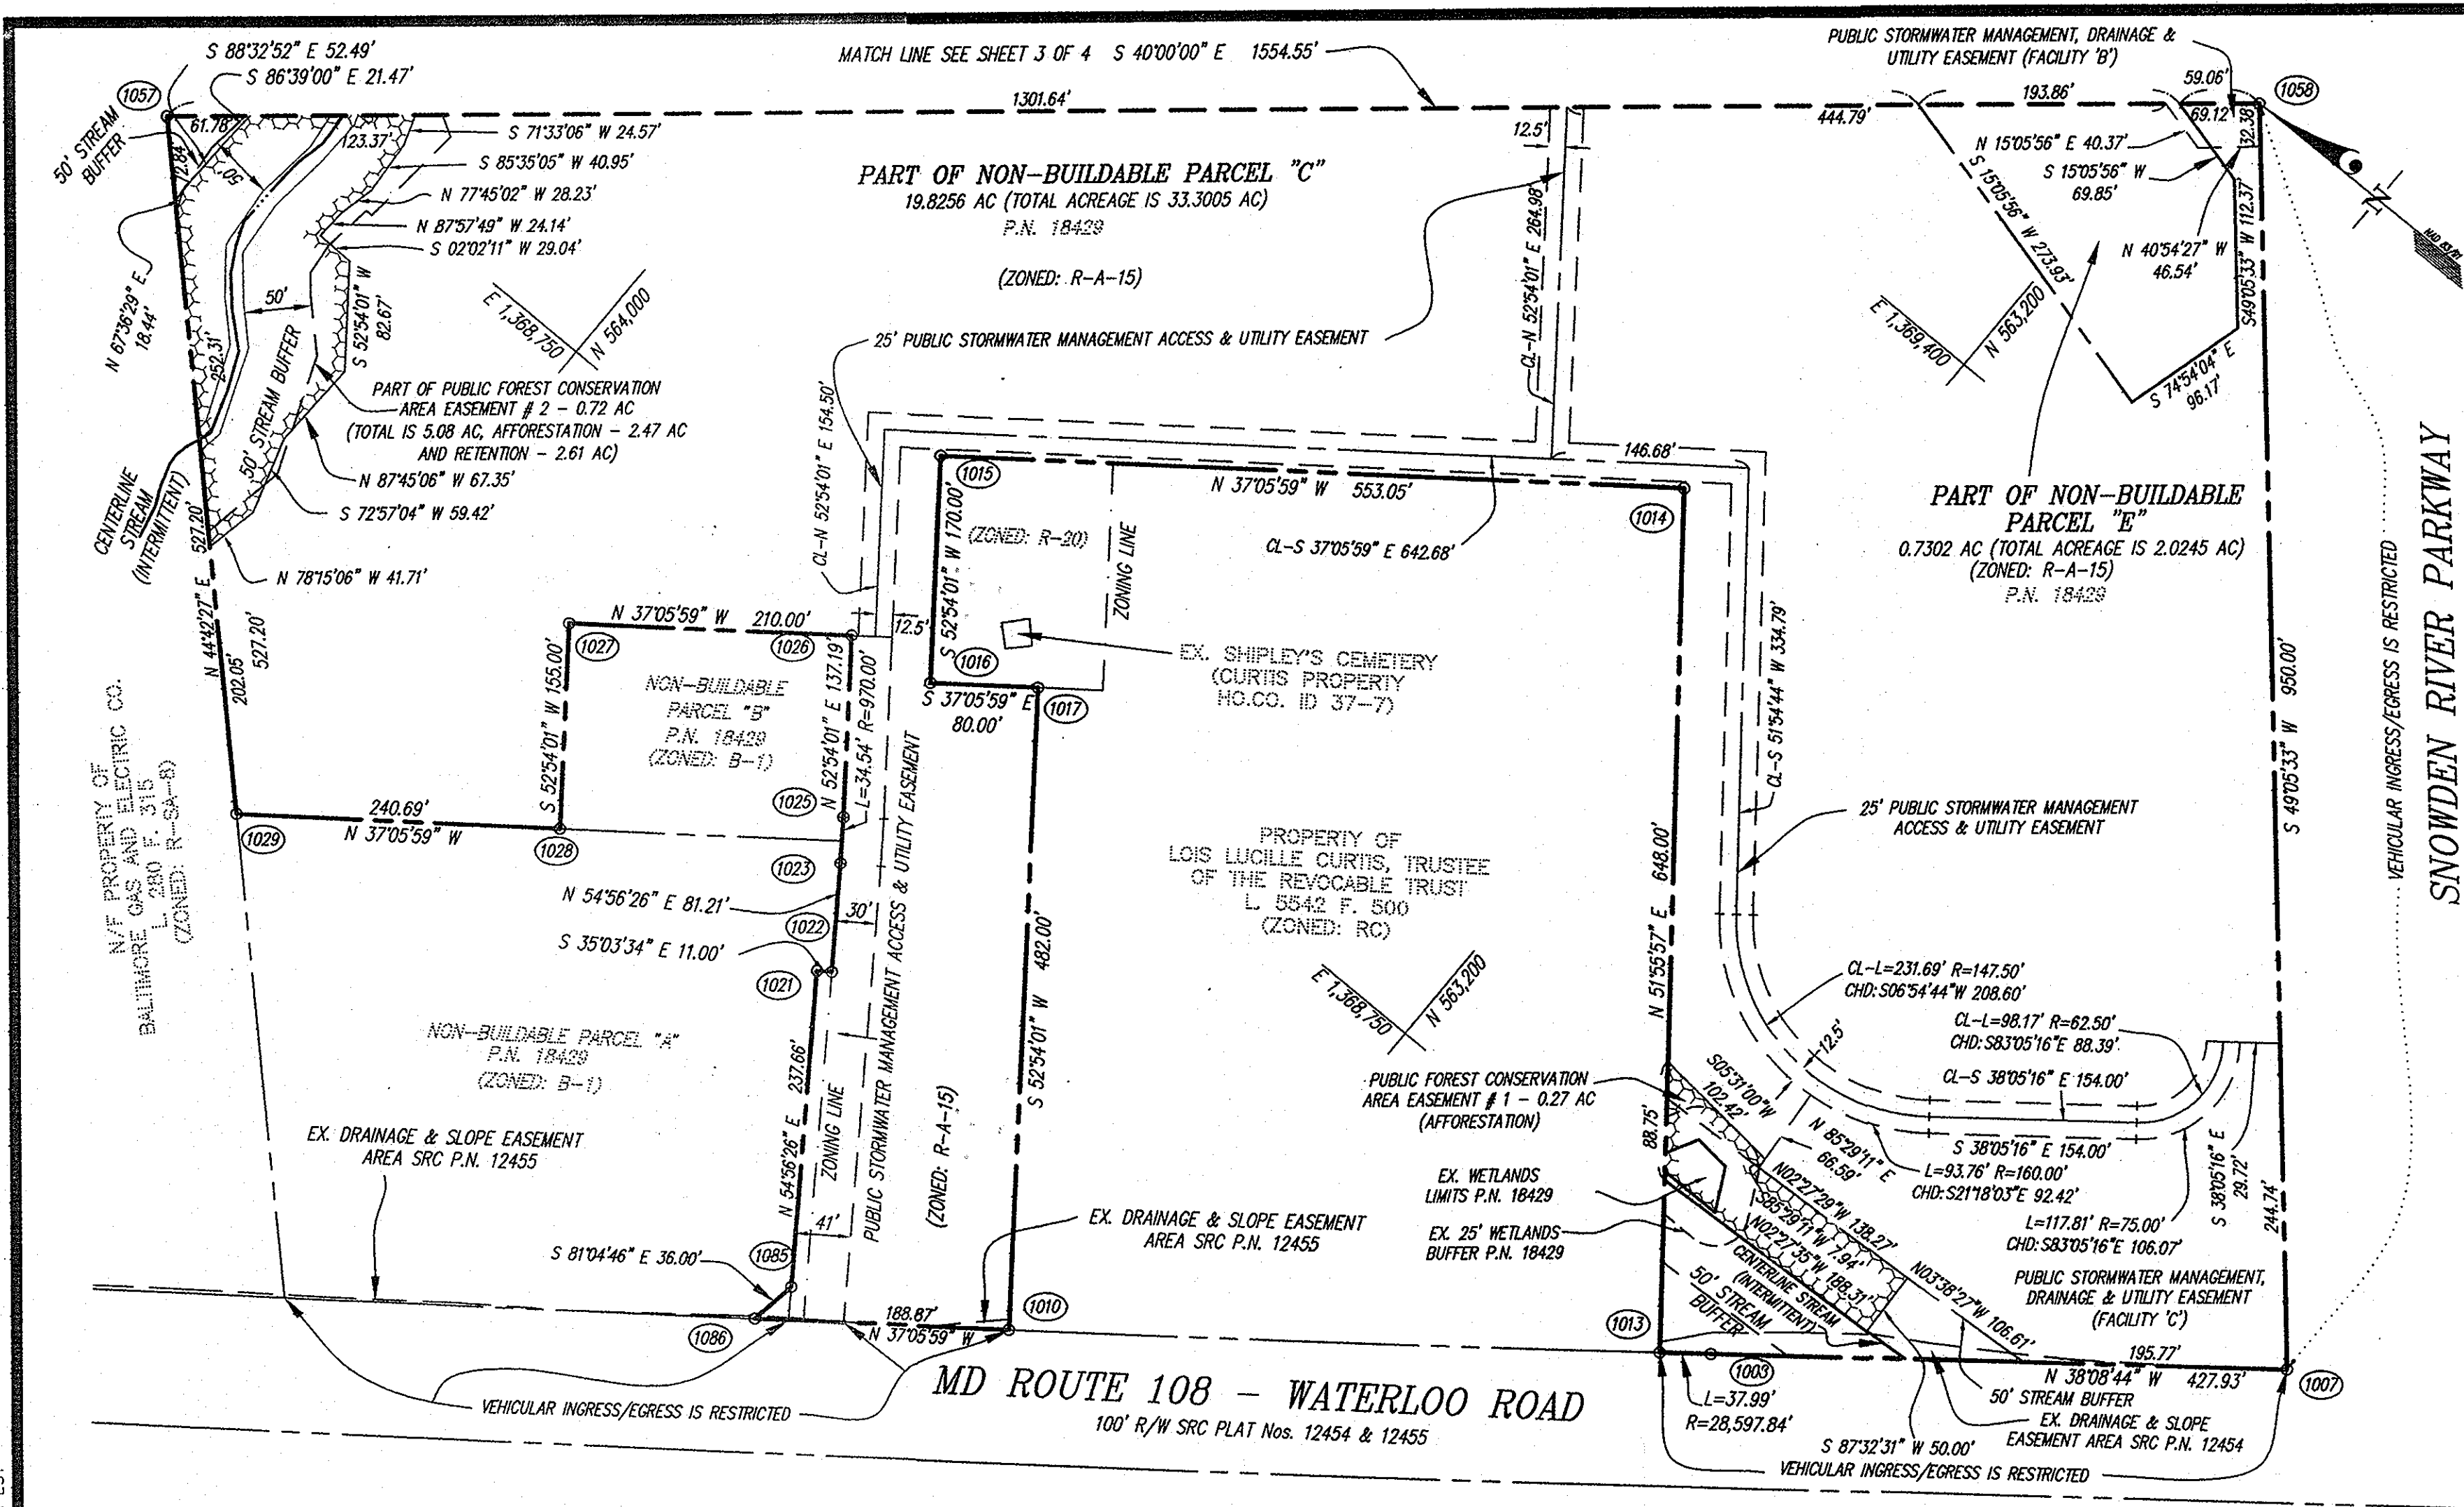 S 88°32'52" E 52.49'
S 86°39'00" E 21.47'
1057
50' STREAM
BUFFER
61.78'
72.84'
50'
123.37'
MATCH LINE SEE SHEET 3 OF 4 S 40°00'00" E 1554.55'
1301.64'
PUBLIC STORMWATER MANAGEMENT, DRAINAGE &
UTILITY EASEMENT (FACILITY 'B')
59.06'
193.86'
69.12'
1058
444.79'
32.38'
N
S 71°33'06" W 24.57'
S 85°35'05" W 40.95'
N 77°45'02" W 28.23'
N 87°57'49" W 24.14'
S 02°02'11" W 29.04'
PART OF NON-BUILDABLE PARCEL "C"
19.8256 AC (TOTAL ACREAGE IS 33.3005 AC)
P.N. 18429
(ZONED: R-A-15)
12.5'
CL-N 52°54'01" E 264.98'
N 15°05'56" E 40.37'
S 15°05'56" W
69.85'
S 15°05'56" W 273.93'
N 40°54'27" W
46.54'
S49°05'33" W 112.37'
S 74°54'04" E
96.17'
E 1,369,400
N 563,200
N 67°36'29" E
18.44'
252.31'
50'
50' STREAM BUFFER
S 52°54'01" W
82.67'
E 1,368,750
N 564,000
25' PUBLIC STORMWATER MANAGEMENT ACCESS & UTILITY EASEMENT
PART OF PUBLIC FOREST CONSERVATION
AREA EASEMENT # 2 - 0.72 AC
(TOTAL IS 5.08 AC, AFFORESTATION - 2.47 AC
AND RETENTION - 2.61 AC)
N 87°45'06" W 67.35'
S 72°57'04" W 59.42'
N 78°15'06" W 41.71'
CENTERLINE
STREAM
(INTERMITTENT)
CL-N 52°54'01" E 154.50'
146.68'
1015
N 37°05'59" W 553.05'
1014
(ZONED: R-20)
ZONING LINE
CL-S 37°05'59" E 642.68'
S 52°54'01" W 170.00'
PART OF NON-BUILDABLE
PARCEL "E"
0.7302 AC (TOTAL ACREAGE IS 2.0245 AC)
(ZONED: R-A-15)
P.N. 18429
VEHICULAR INGRESS/EGRESS IS RESTRICTED
SNOWDEN RIVER PARKWAY
S 49°05'33" W 950.00'
N 44°42'27" E 527.20'
202.05'
527.20'
N 37°05'59" W 210.00'
1027
1026
12.5'
1016
S 37°05'59" E
80.00'
1017
EX. SHIPLEY'S CEMETERY
(CURTIS PROPERTY
HO.CO. ID 37-7)
NON-BUILDABLE
PARCEL "B"
P.N. 18429
(ZONED: B-1)
S 52°54'01" W 155.00'
N 52°54'01" E 137.19'
L=34.54' R=970.00'
CL-S 51°54'44" W 334.79'
N/F PROPERTY OF
BALTIMORE GAS AND ELECTRIC CO.
L. 280 F. 315
(ZONED: R-SA-8)
1029
240.69'
N 37°05'59" W
1028
1025
1023
N 54°56'26" E 81.21'
1022
30'
S 35°03'34" E 11.00'
1021
PUBLIC STORMWATER MANAGEMENT ACCESS & UTILITY EASEMENT
S 52°54'01" W 482.00'
PROPERTY OF
LOIS LUCILLE CURTIS, TRUSTEE
OF THE REVOCABLE TRUST
L. 5542 F. 500
(ZONED: RC)
E 1,368,750
N 563,200
N 51°55'57" E 648.00'
25' PUBLIC STORMWATER MANAGEMENT
ACCESS & UTILITY EASEMENT
CL-L=231.69' R=147.50'
CHD: S06°54'44"W 208.60'
CL-L=98.17' R=62.50'
CHD: S83°05'16"E 88.39'
12.5'
CL-S 38°05'16" E 154.00'
S 38°05'16" E 154.00'
L=93.76' R=160.00'
CHD: S21°18'03"E 92.42'
L=117.81' R=75.00'
CHD: S83°05'16"E 106.07'
S 38°05'16" E
29.72'
244.74'
NON-BUILDABLE PARCEL "A"
P.N. 18429
(ZONED: B-1)
N 54°56'26" E 237.66'
ZONING LINE
(ZONED: R-A-15)
PUBLIC FOREST CONSERVATION
AREA EASEMENT # 1 - 0.27 AC
(AFFORESTATION)
88.75'
S05°31'00"W
102.42'
N 85°29'11" E
66.59'
N02°27'29"W 138.27'
S85°29'11"W 7.94'
N02°27'35"W 188.31'
CENTERLINE STREAM
(INTERMITTENT)
50' STREAM
BUFFER
N03°38'27"W 106.61'
EX. WETLANDS
LIMITS P.N. 18429
EX. 25' WETLANDS
BUFFER P.N. 18429
PUBLIC STORMWATER MANAGEMENT,
DRAINAGE & UTILITY EASEMENT
(FACILITY 'C')
EX. DRAINAGE & SLOPE EASEMENT
AREA SRC P.N. 12455
41'
S 81°04'46" E 36.00'
1085
1086
188.87'
N 37°05'59" W
1010
EX. DRAINAGE & SLOPE EASEMENT
AREA SRC P.N. 12455
1013
1003
L=37.99'
R=28,597.84'
195.77'
N 38°08'44" W 427.93'
1007
50' STREAM BUFFER
EX. DRAINAGE & SLOPE
EASEMENT AREA SRC P.N. 12454
S 87°32'31" W 50.00'
VEHICULAR INGRESS/EGRESS IS RESTRICTED
VEHICULAR INGRESS/EGRESS IS RESTRICTED
MD ROUTE 108 - WATERLOO ROAD
100' R/W SRC PLAT Nos. 12454 & 12455